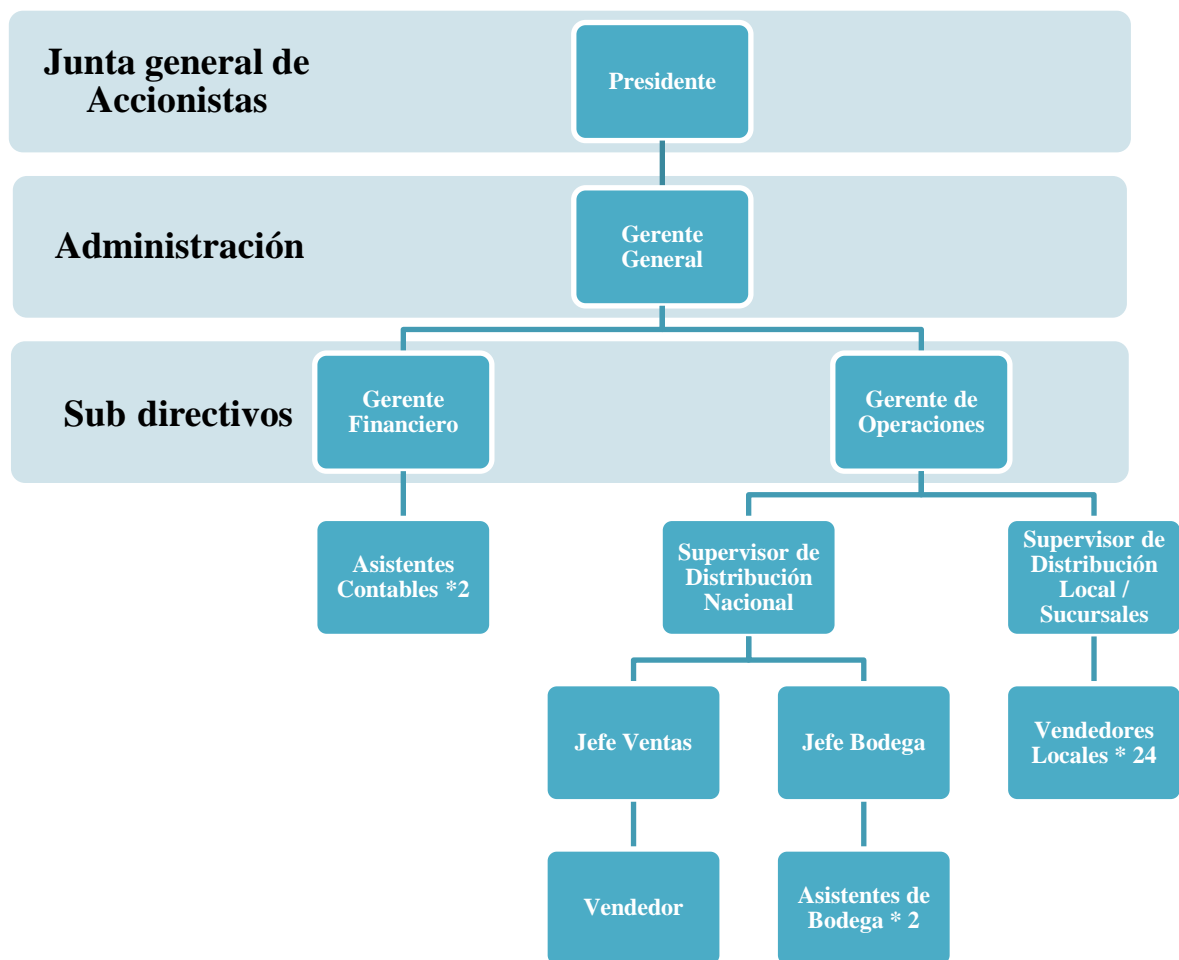 Junta general de
Accionistas
Presidente
Administración
Gerente
General
Sub directivos
Gerente
Financiero
Gerente de
Operaciones
Asistentes
Contables *2
Supervisor de
Distribución
Nacional
Supervisor de
Distribución
Local /
Sucursales
Jefe Ventas
Jefe Bodega
Vendedores
Locales * 24
Vendedor
Asistentes de
Bodega * 2